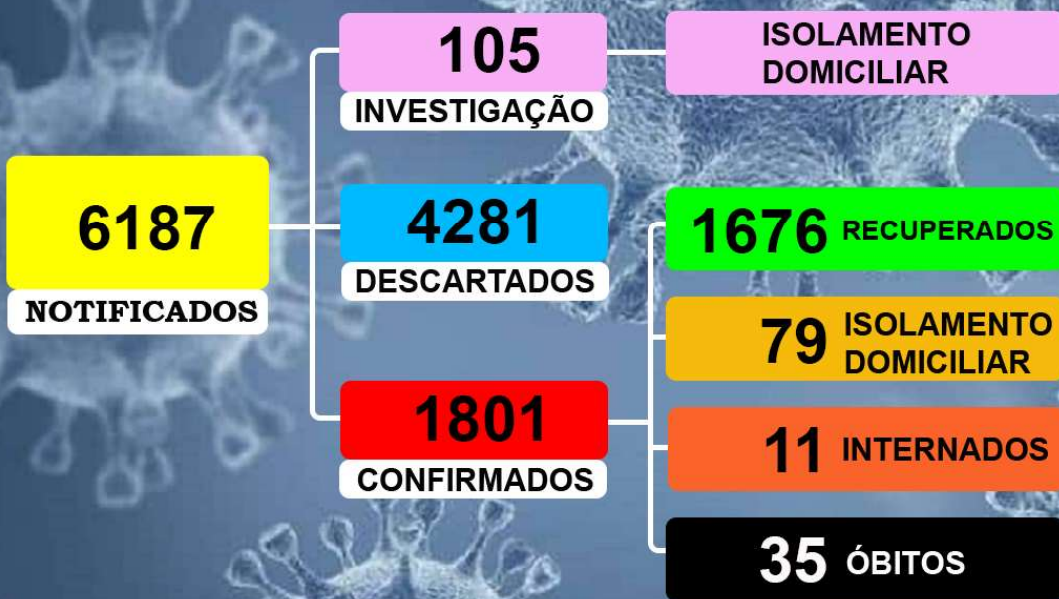 6187
NOTIFICADOS
105
INVESTIGAÇÃO
ISOLAMENTO
DOMICILIAR
4281
DESCARTADOS
1801
CONFIRMADOS
1676 RECUPERADOS
79 ISOLAMENTO
DOMICILIAR
11 INTERNADOS
35 ÓBITOS